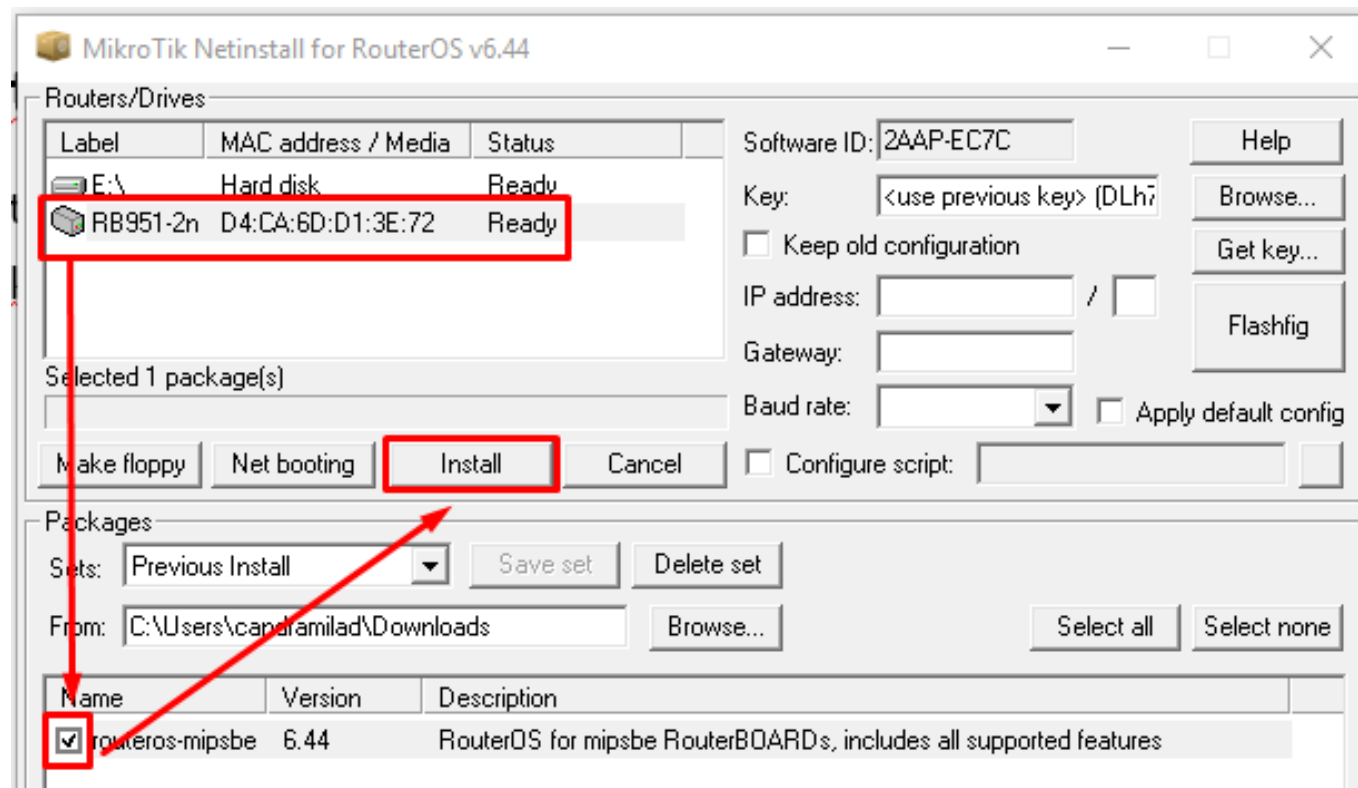 MikroTik Netinstall for RouterOS v6.44
Routers/Drives
Label MAC address / Media Status
E:\ Hard disk Ready
RB951-2n D4:CA:6D:D1:3E:72 Ready
Selected 1 package(s)
Make floppy Net booting Install Cancel
Software ID: 2AAP-EC7C Help
Key: <use previous key> (DLh7 Browse...
Keep old configuration Get key...
IP address: /
Flashfig
Gateway:
Baud rate: Apply default config
Configure script:
Packages
Sets: Previous Install Save set Delete set
From: C:\Users\candramilad\Downloads Browse... Select all Select none
Name Version Description
routeros-mipsbe 6.44 RouterOS for mipsbe RouterBOARDs, includes all supported features